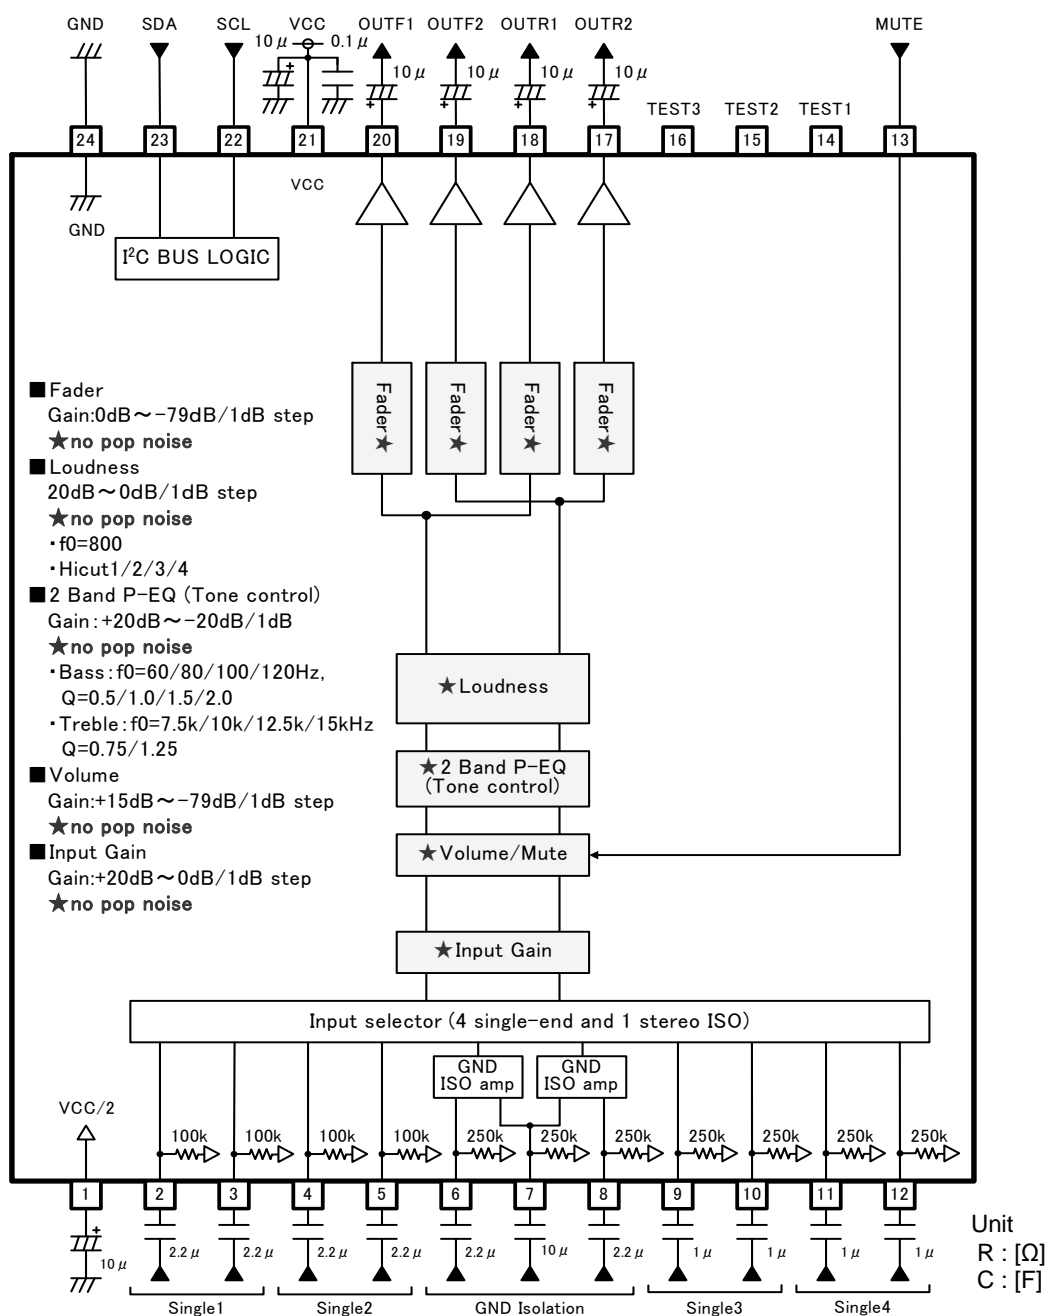 GND SDA SCL VCC OUTF1 OUTF2 OUTR1 OUTR2 MUTE
10μ 0.1μ 10μ 10μ 10μ 10μ
+ + + + +
TEST3 TEST2 TEST1
24 23 22 21 20 19 18 17 16 15 14 13
VCC
GND
I²C BUS LOGIC
Fader★ Fader★ Fader★ Fader★
■Fader
Gain:0dB～-79dB/1dB step
★no pop noise
■Loudness
20dB～0dB/1dB step
★no pop noise
・f0=800
・Hicut1/2/3/4
■2 Band P-EQ (Tone control)
Gain:+20dB～-20dB/1dB
★no pop noise
・Bass:f0=60/80/100/120Hz,
Q=0.5/1.0/1.5/2.0
・Treble:f0=7.5k/10k/12.5k/15kHz
Q=0.75/1.25
■Volume
Gain:+15dB～-79dB/1dB step
★no pop noise
■Input Gain
Gain:+20dB～0dB/1dB step
★no pop noise
★Loudness
★2 Band P-EQ
(Tone control)
★Volume/Mute
★Input Gain
Input selector (4 single-end and 1 stereo ISO)
GND
ISO amp
GND
ISO amp
VCC/2
100k 100k 100k 100k 250k 250k 250k 250k 250k 250k 250k
1 2 3 4 5 6 7 8 9 10 11 12
+
10μ 2.2μ 2.2μ 2.2μ 2.2μ 2.2μ 10μ 2.2μ 1μ 1μ 1μ 1μ
Single1 Single2 GND Isolation Single3 Single4
Unit
R : [Ω]
C : [F]